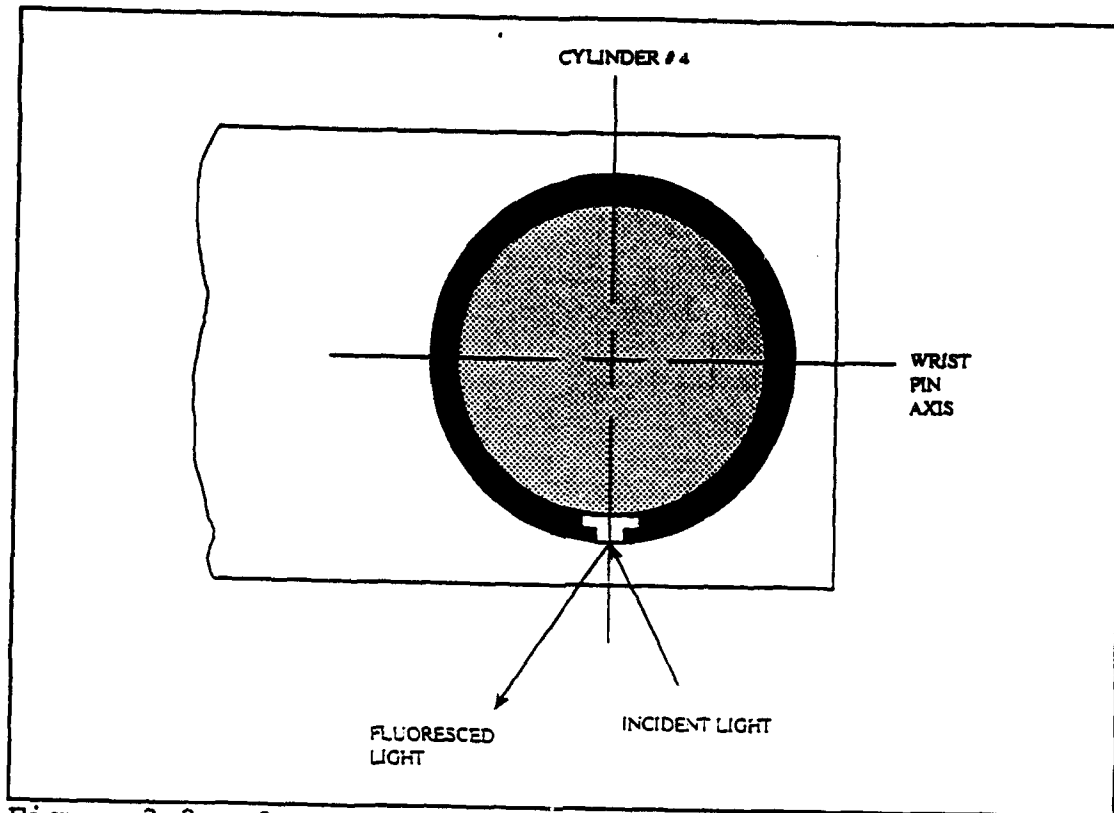 CYLINDER # 4
WRIST
PIN
AXIS
FLUORESCED
LIGHT
INCIDENT LIGHT